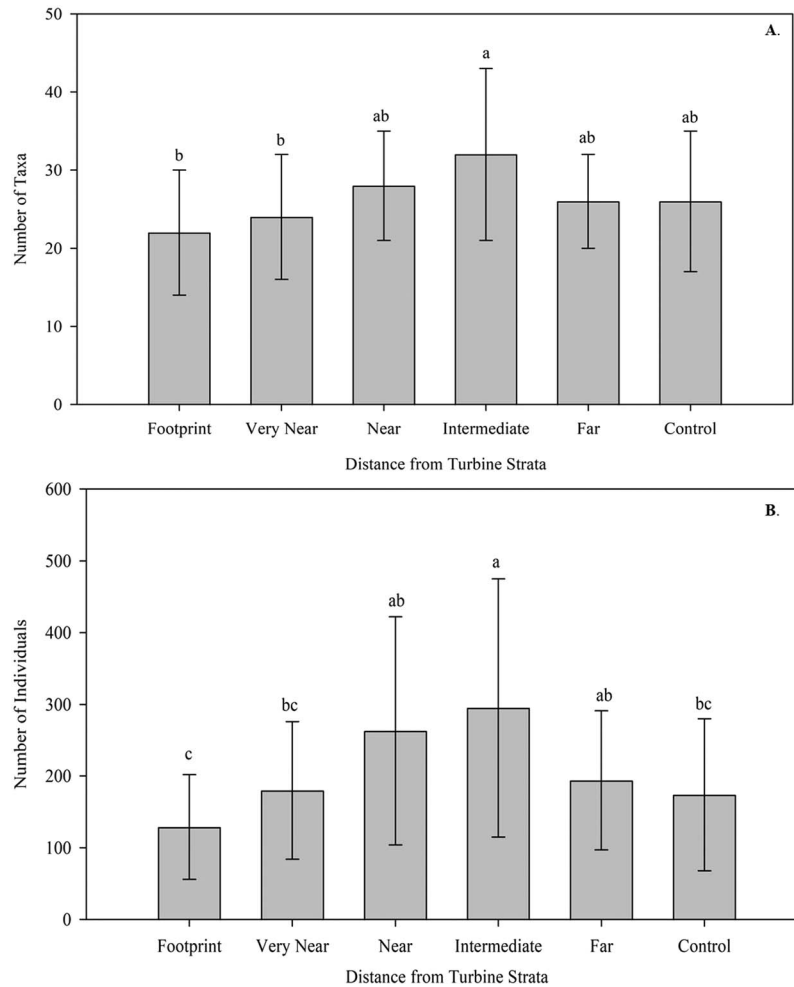 A.
50
40
30
20
10
0
Number of Taxa
b
b
ab
a
ab
ab
Footprint Very Near Near Intermediate Far Control
Distance from Turbine Strata
B.
600
500
400
300
200
100
0
Number of Individuals
c
bc
ab
a
ab
bc
Footprint Very Near Near Intermediate Far Control
Distance from Turbine Strata